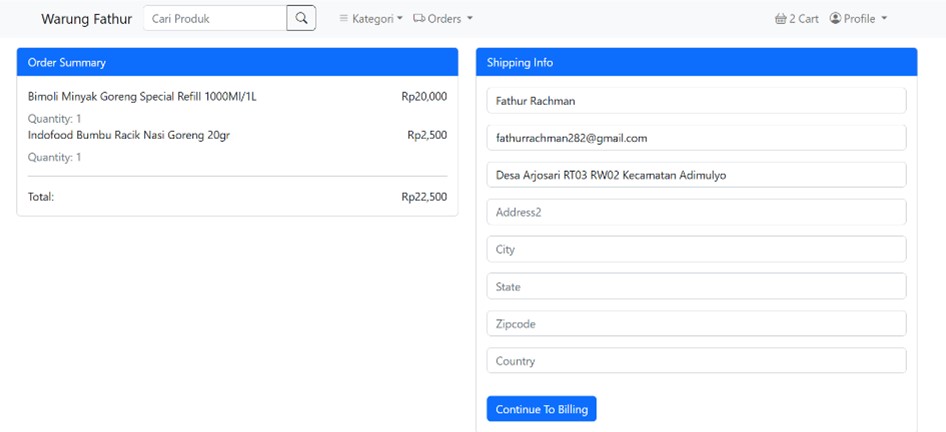 Warung Fathur Cari Produk Kategori Orders 2 Cart Profile
Order Summary
Bimoli Minyak Goreng Special Refill 1000Ml/1L Rp20,000
Quantity: 1
Indofood Bumbu Racik Nasi Goreng 20gr Rp2,500
Quantity: 1
Total: Rp22,500
Shipping Info
Fathur Rachman
fathurrachman282@gmail.com
Desa Arjosari RT03 RW02 Kecamatan Adimulyo
Address2
City
State
Zipcode
Country
Continue To Billing